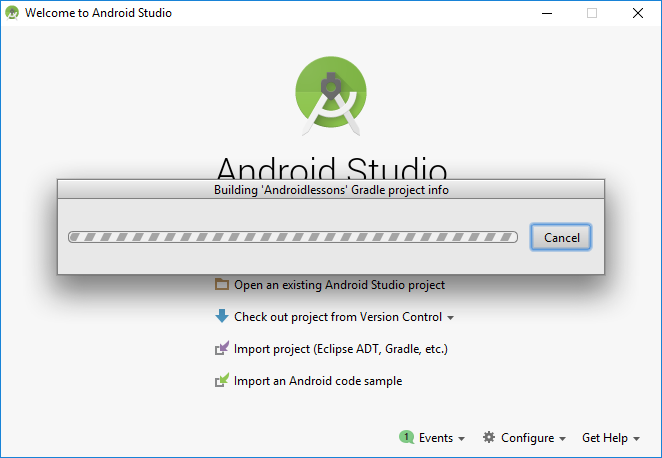 Welcome to Android Studio
Android Studio
Building 'Androidlessons' Gradle project info
Cancel
Open an existing Android Studio project
Check out project from Version Control
Import project (Eclipse ADT, Gradle, etc.)
Import an Android code sample
1 Events Configure Get Help